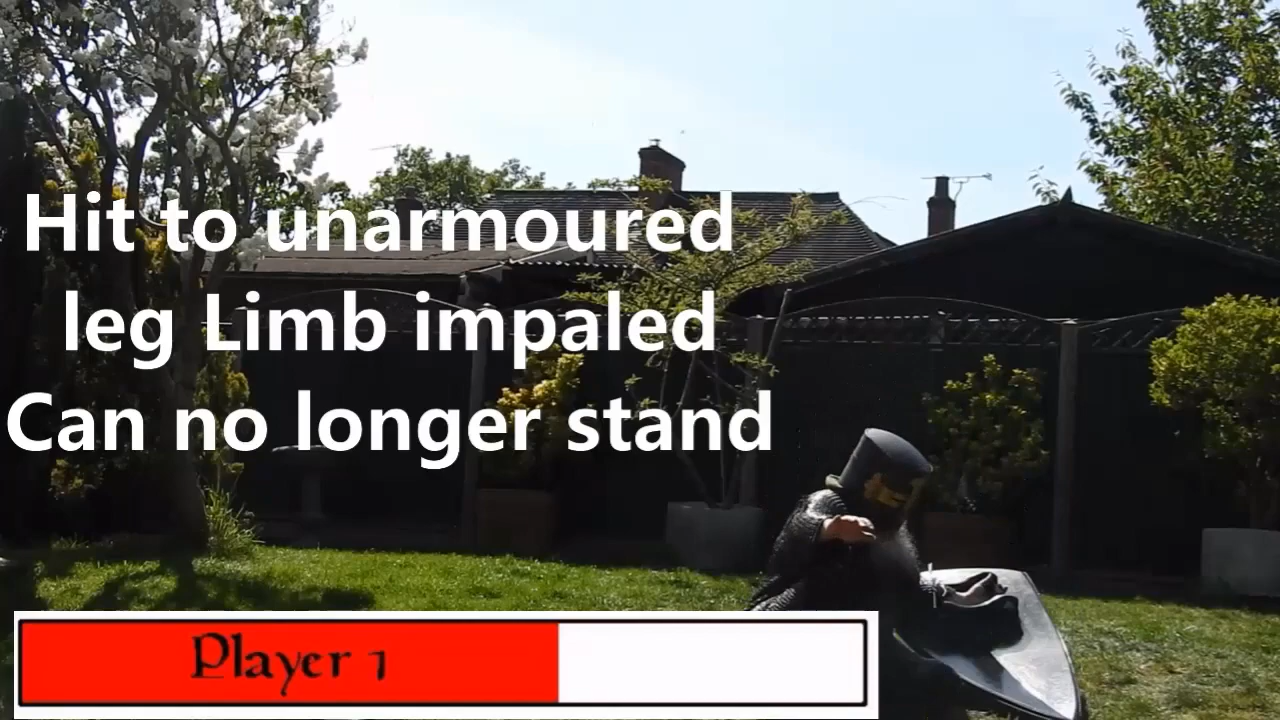 Hit to unarmoured
leg Limb impaled
Can no longer stand
Player 1